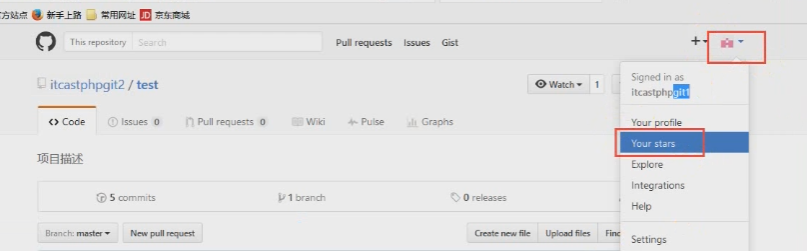 官方站点 新手上路 常用网址 JD 京东商城
This repository Search Pull requests Issues Gist
itcastphpgit2 / test Watch 1
Signed in as
itcastphpgit1
Code Issues 0 Pull requests 0 Wiki Pulse Graphs
Your profile
Your stars
项目描述
Explore
5 commits 1 branch 0 releases
Integrations
Help
Branch: master New pull request Create new file Upload files Find
Settings